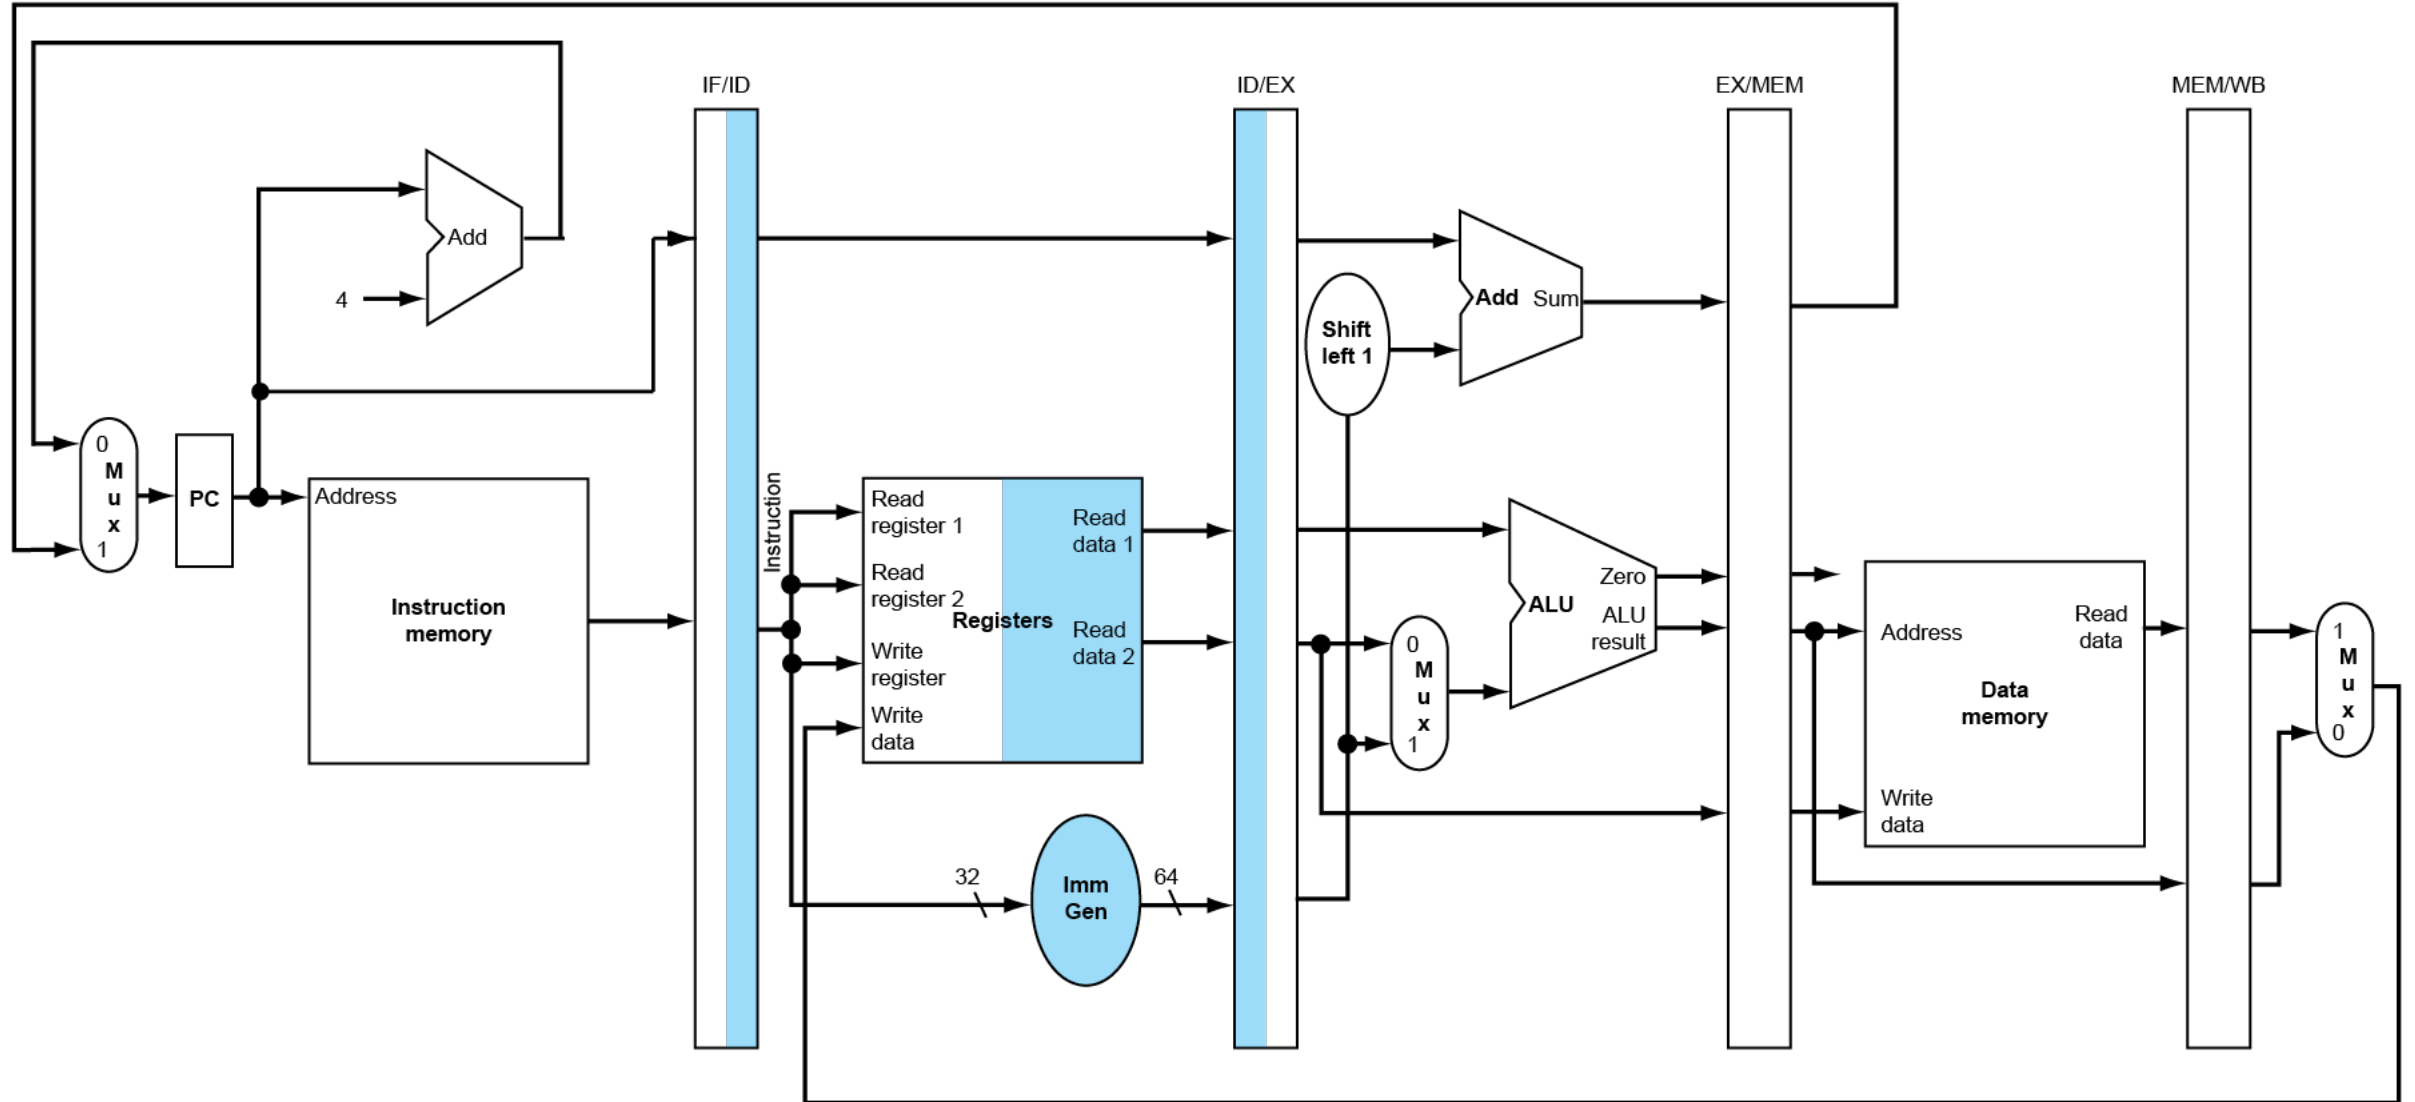 IF/ID
ID/EX
EX/MEM
MEM/WB
Add
4
Add Sum
Shift
left 1
0
M
u
x
1
PC
Address
Instruction
memory
Instruction
Read
register 1
Read
register 2
Registers
Write
register
Write
data
Read
data 1
Read
data 2
32
Imm
Gen
64
0
M
u
x
1
Zero
ALU
ALU
result
Address
Read
data
Data
memory
Write
data
1
M
u
x
0